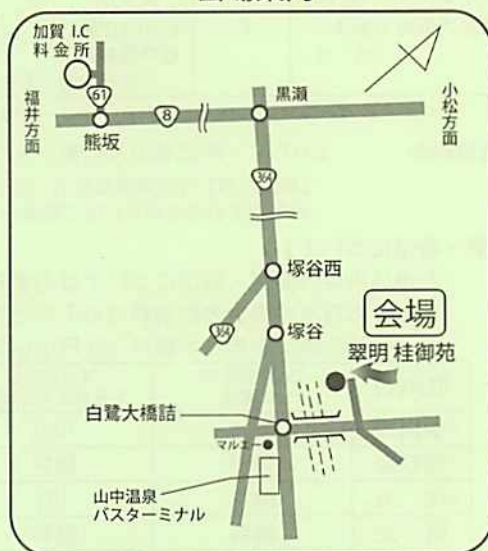 加賀 I.C
料金所
61
福井方面
熊坂
8
黒瀬
小松方面
364
塚谷西
364
塚谷
会場
翠明 桂御苑
白鷺大橋詰
マルエー
山中温泉
バスターミナル